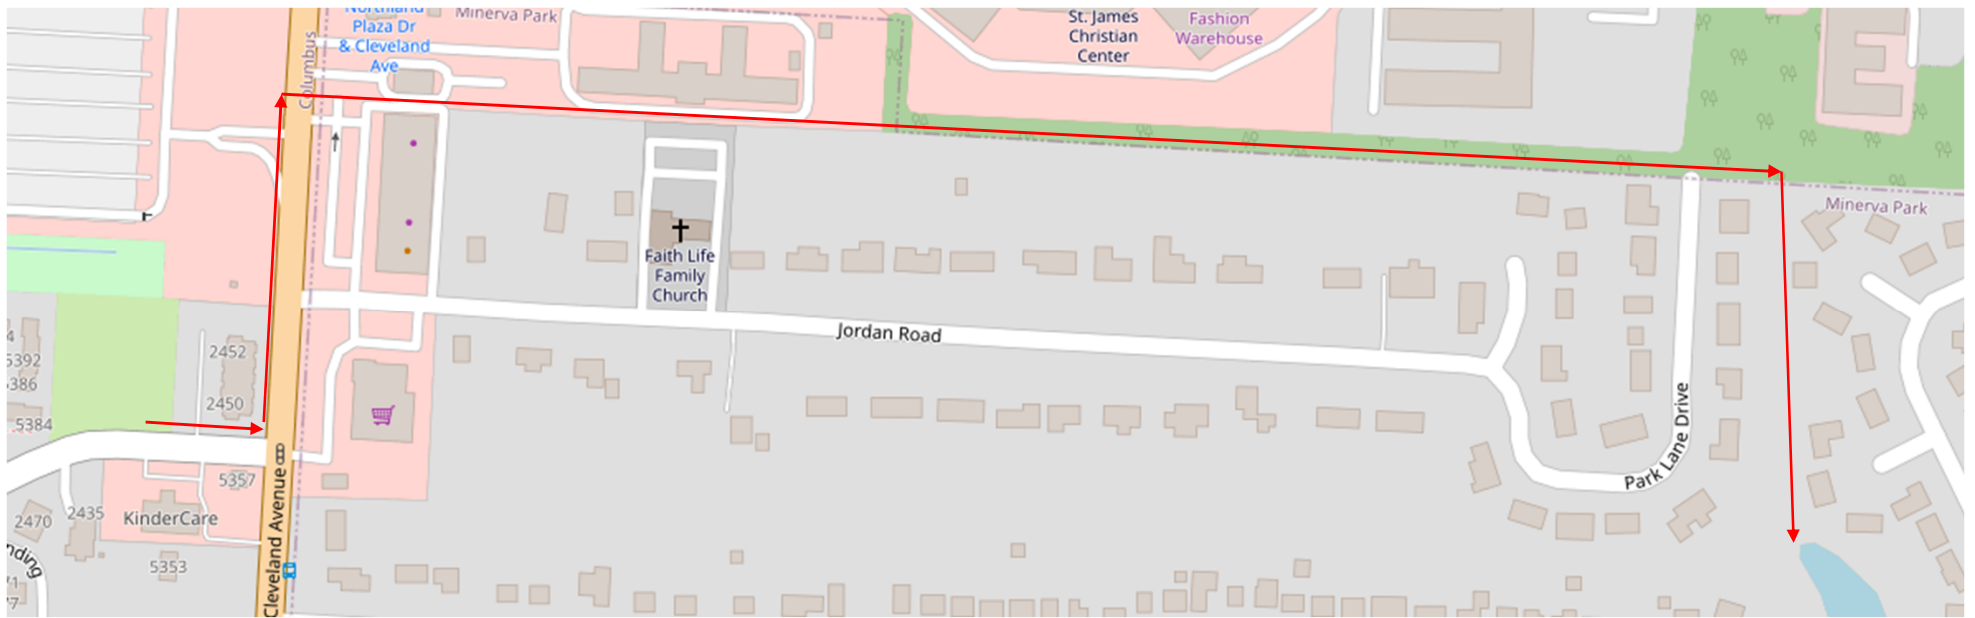 Northland
Plaza Dr
& Cleveland
Ave
Columbus
Minerva Park
St. James
Christian
Center
Fashion
Warehouse
Minerva Park
Faith Life
Family
Church
Jordan Road
Park Lane Drive
2452
2450
5392
5384
5357
KinderCare
2470
2435
5353
Cleveland Avenue